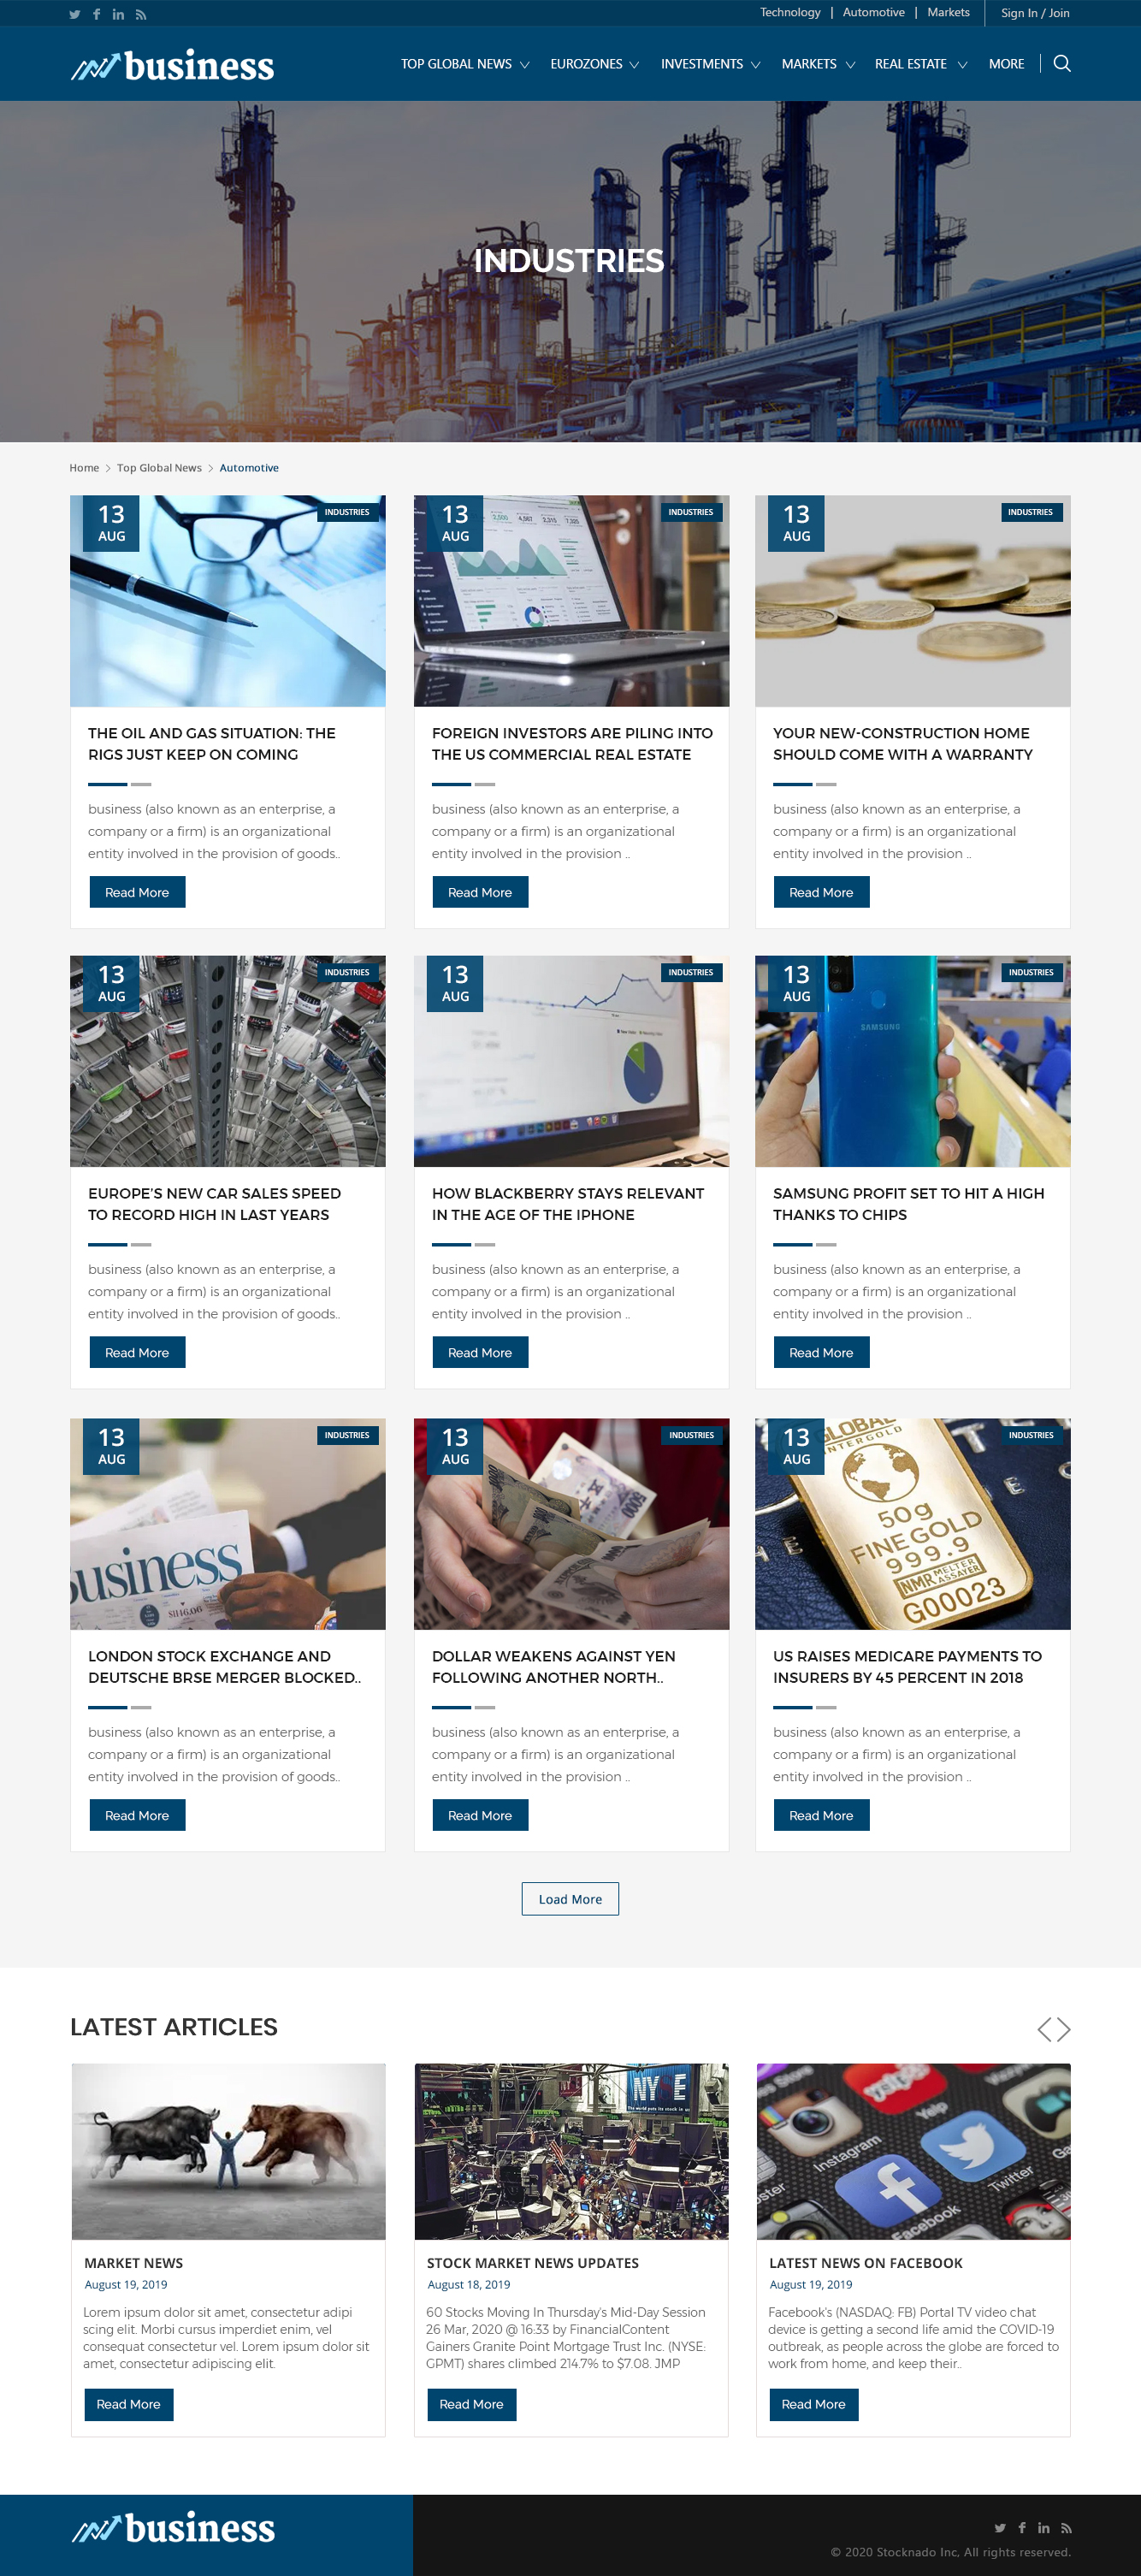 Technology | Automotive | Markets Sign In / Join
business TOP GLOBAL NEWS EUROZONES INVESTMENTS MARKETS REAL ESTATE MORE
INDUSTRIES
Home > Top Global News > Automotive
13
AUG
INDUSTRIES
THE OIL AND GAS SITUATION: THE
RIGS JUST KEEP ON COMING
business (also known as an enterprise, a
company or a firm) is an organizational
entity involved in the provision of goods..
Read More
13
AUG
INDUSTRIES
FOREIGN INVESTORS ARE PILING INTO
THE US COMMERCIAL REAL ESTATE
business (also known as an enterprise, a
company or a firm) is an organizational
entity involved in the provision ..
Read More
13
AUG
INDUSTRIES
YOUR NEW-CONSTRUCTION HOME
SHOULD COME WITH A WARRANTY
business (also known as an enterprise, a
company or a firm) is an organizational
entity involved in the provision ..
Read More
13
AUG
INDUSTRIES
EUROPE'S NEW CAR SALES SPEED
TO RECORD HIGH IN LAST YEARS
business (also known as an enterprise, a
company or a firm) is an organizational
entity involved in the provision of goods..
Read More
13
AUG
INDUSTRIES
HOW BLACKBERRY STAYS RELEVANT
IN THE AGE OF THE IPHONE
business (also known as an enterprise, a
company or a firm) is an organizational
entity involved in the provision ..
Read More
13
AUG
INDUSTRIES
SAMSUNG
SAMSUNG PROFIT SET TO HIT A HIGH
THANKS TO CHIPS
business (also known as an enterprise, a
company or a firm) is an organizational
entity involved in the provision ..
Read More
13
AUG
INDUSTRIES
Business
LONDON STOCK EXCHANGE AND
DEUTSCHE BRSE MERGER BLOCKED..
business (also known as an enterprise, a
company or a firm) is an organizational
entity involved in the provision of goods..
Read More
13
AUG
INDUSTRIES
DOLLAR WEAKENS AGAINST YEN
FOLLOWING ANOTHER NORTH..
business (also known as an enterprise, a
company or a firm) is an organizational
entity involved in the provision ..
Read More
13
AUG
INDUSTRIES
GLOBAL
INTERGOLD
50g
FINE GOLD
999.9
NMR MELTER
ASSAYER
G00023
US RAISES MEDICARE PAYMENTS TO
INSURERS BY 45 PERCENT IN 2018
business (also known as an enterprise, a
company or a firm) is an organizational
entity involved in the provision ..
Read More
Load More
LATEST ARTICLES
MARKET NEWS
August 19, 2019
Lorem ipsum dolor sit amet, consectetur adipi
scing elit. Morbi cursus imperdiet enim, vel
consequat consectetur vel. Lorem ipsum dolor sit
amet, consectetur adipiscing elit.
Read More
NYSE
STOCK MARKET NEWS UPDATES
August 18, 2019
60 Stocks Moving In Thursday's Mid-Day Session
26 Mar, 2020 @ 16:33 by FinancialContent
Gainers Granite Point Mortgage Trust Inc. (NYSE:
GPMT) shares climbed 214.7% to $7.08. JMP
Read More
Yelp
Instagram
Twitter
Facebook
LATEST NEWS ON FACEBOOK
August 19, 2019
Facebook's (NASDAQ: FB) Portal TV video chat
device is getting a second life amid the COVID-19
outbreak, as people across the globe are forced to
work from home, and keep their..
Read More
business
© 2020 Stocknado Inc, All rights reserved.